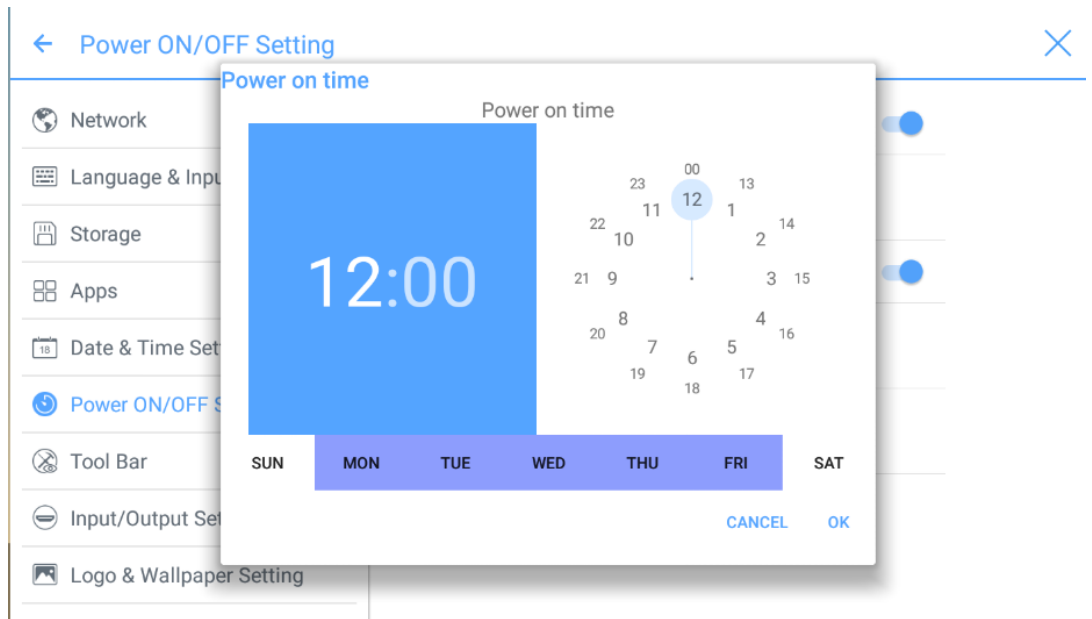 Power ON/OFF Setting
Power on time
Power on time
Network
Language & Inpu
Storage
Apps
18
Date & Time Set
Power ON/OFF S
Tool Bar
Input/Output Set
Logo & Wallpaper Setting
12:00
00
23 13
12
11 1
22 14
10 2
21 9 3 15
8 4
20 16
7 5
6
19 17
18
SUN MON TUE WED THU FRI SAT
CANCEL OK